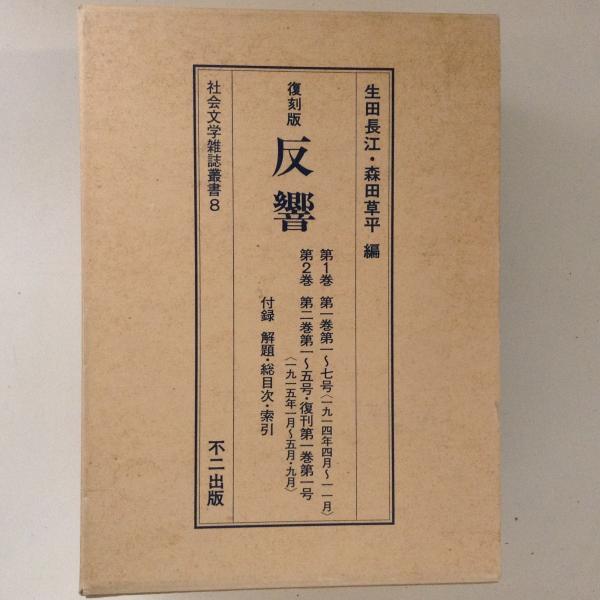 生田長江・森田草平 編
第1巻 第一巻第一～七号〈一九一四年四月～一一月〉
第2巻 第二巻第一～五号・復刊第一巻第一号
〈一九一五年一月～五月・九月〉
付録 解題・総目次・索引
復刻版
反響
社会文学雑誌叢書8
不二出版